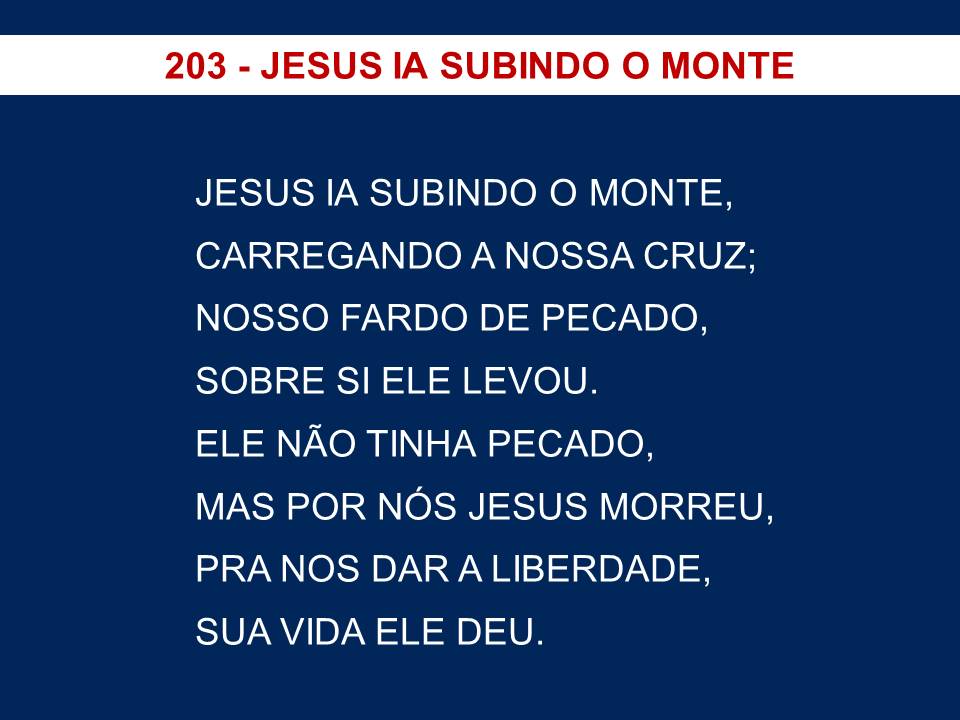 203 - JESUS IA SUBINDO O MONTE
JESUS IA SUBINDO O MONTE,
CARREGANDO A NOSSA CRUZ;
NOSSO FARDO DE PECADO,
SOBRE SI ELE LEVOU.
ELE NÃO TINHA PECADO,
MAS POR NÓS JESUS MORREU,
PRA NOS DAR A LIBERDADE,
SUA VIDA ELE DEU.